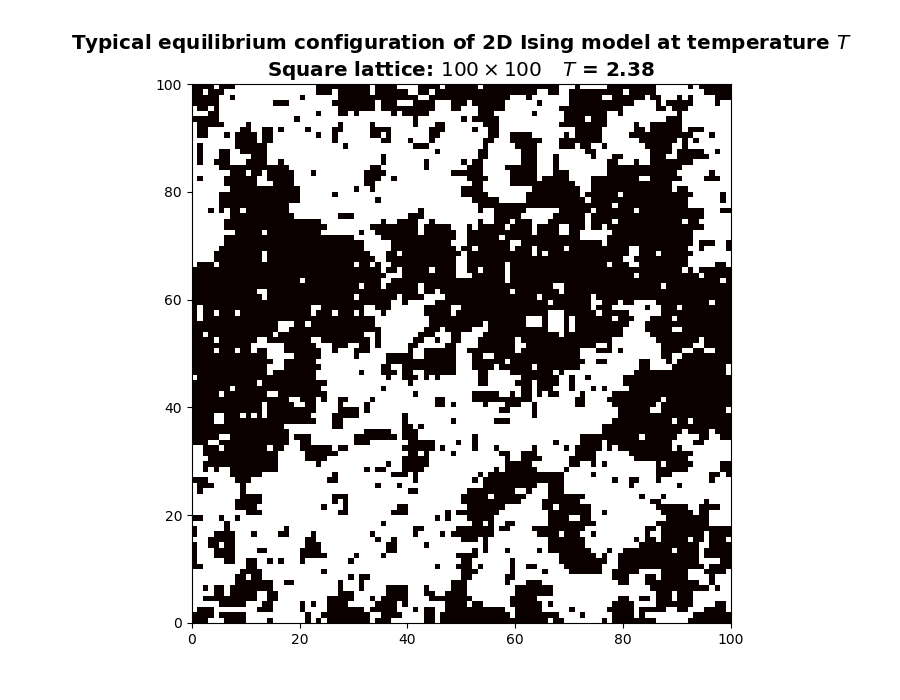 Typical equilibrium configuration of 2D Ising model at temperature T
Square lattice: 100 × 100 T = 2.38
100
80
60
40
20
0
0 20 40 60 80 100